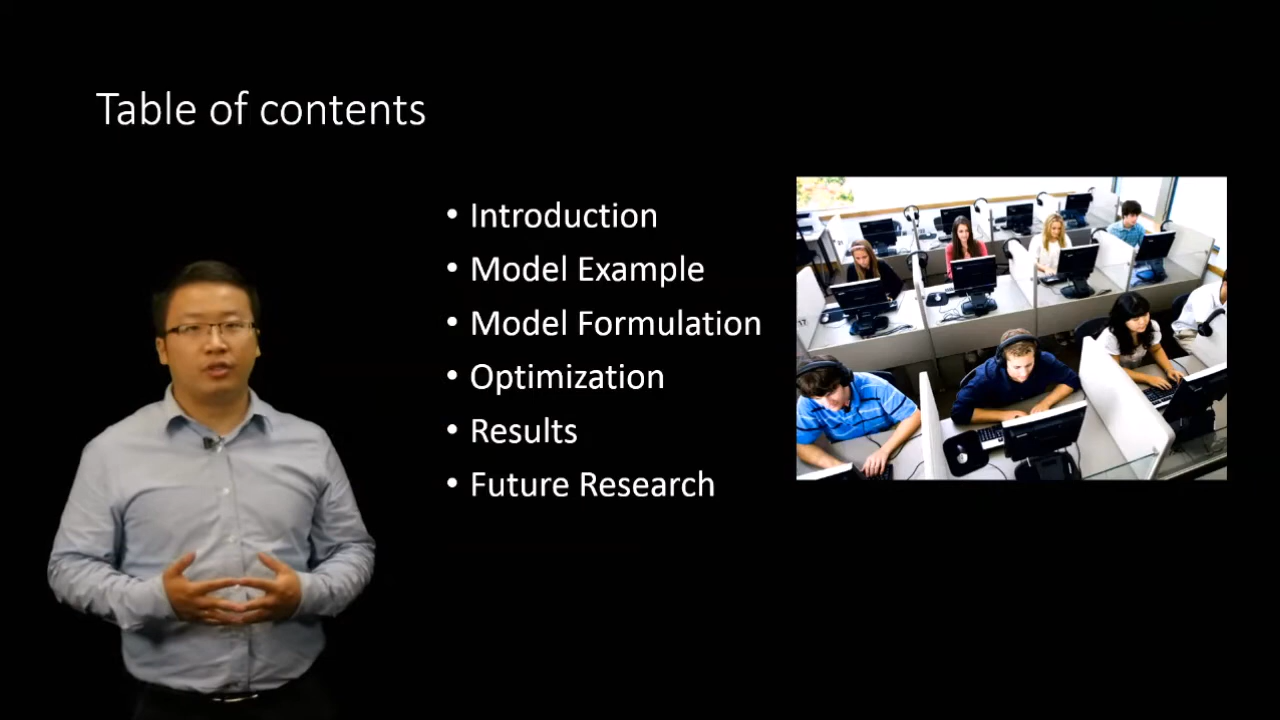 Table of contents
• Introduction
• Model Example
• Model Formulation
• Optimization
• Results
• Future Research